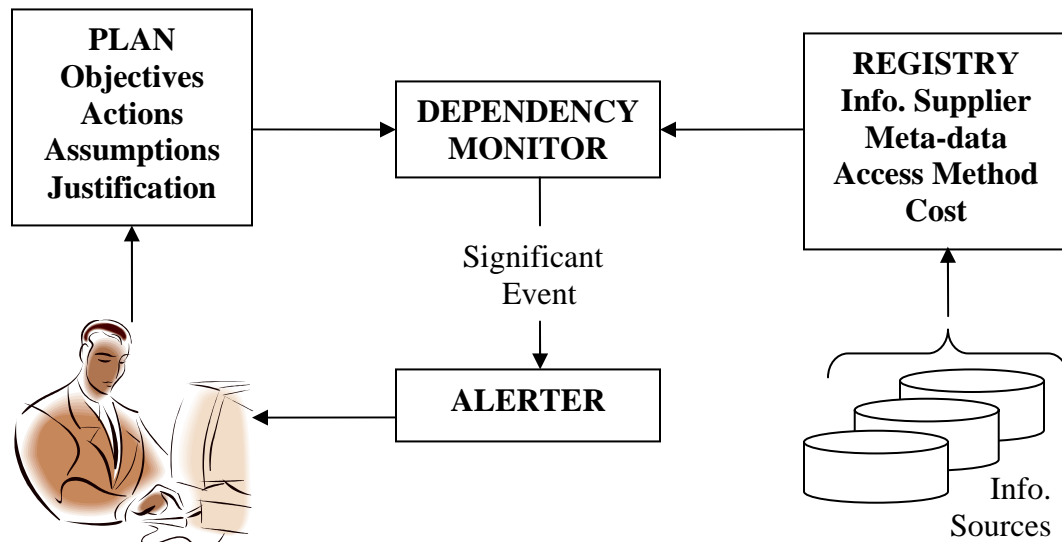 PLAN
Objectives
Actions
Assumptions
Justification
DEPENDENCY
MONITOR
REGISTRY
Info. Supplier
Meta-data
Access Method
Cost
Significant
Event
ALERTER
Info.
Sources